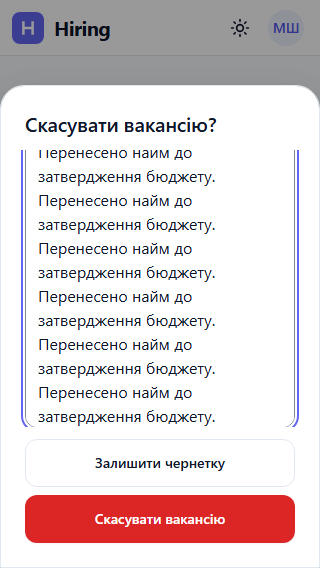 H Hiring МШ
Скасувати вакансію?
Перенесено найм до
затвердження бюджету.
Перенесено найм до
затвердження бюджету.
Перенесено найм до
затвердження бюджету.
Перенесено найм до
затвердження бюджету.
Перенесено найм до
затвердження бюджету.
Перенесено найм до
затвердження бюджету.
Залишити чернетку
Скасувати вакансію